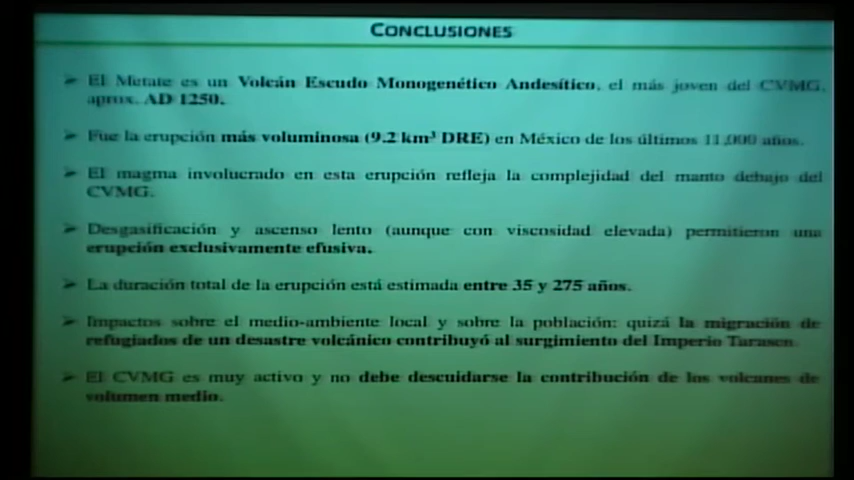 CONCLUSIONES
➢ El Metate es un Volcán Escudo Monogenético Andesítico, el más joven del CVMG,
aprox. AD 1250.
➢ Fue la erupción más voluminosa (9.2 km³ DRE) en México de los últimos 11,000 años.
➢ El magma involucrado en esta erupción refleja la complejidad del manto debajo del
CVMG.
➢ Desgasificación y ascenso lento (aunque con viscosidad elevada) permitieron una
erupción exclusivamente efusiva.
➢ La duración total de la erupción está estimada entre 35 y 275 años.
➢ Impactos sobre el medio-ambiente local y sobre la población: quizá la migración de
refugiados de un desastre volcánico contribuyó al surgimiento del Imperio Tarasco.
➢ El CVMG es muy activo y no debe descuidarse la contribución de los volcanes de
volumen medio.